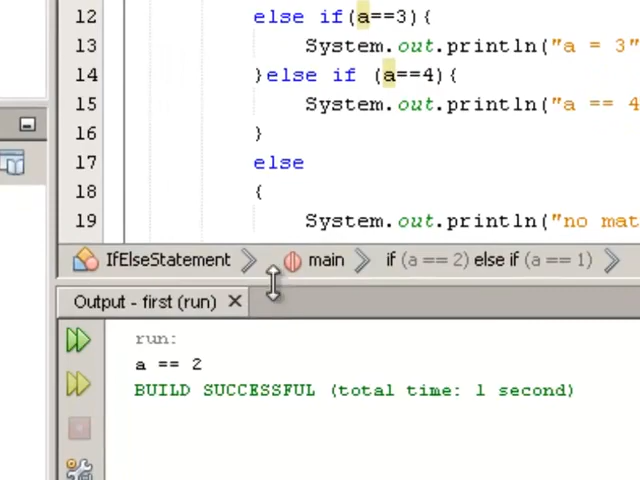 12 else if(a==3){
13 System.out.println("a = 3"
14 }else if (a==4){
15 System.out.println("a == 4
16 }
17 else
18 {
19 System.out.println("no mat
IfElseStatement main if (a == 2) else if (a == 1)
Output - first (run)
run:
a == 2
BUILD SUCCESSFUL (total time: 1 second)